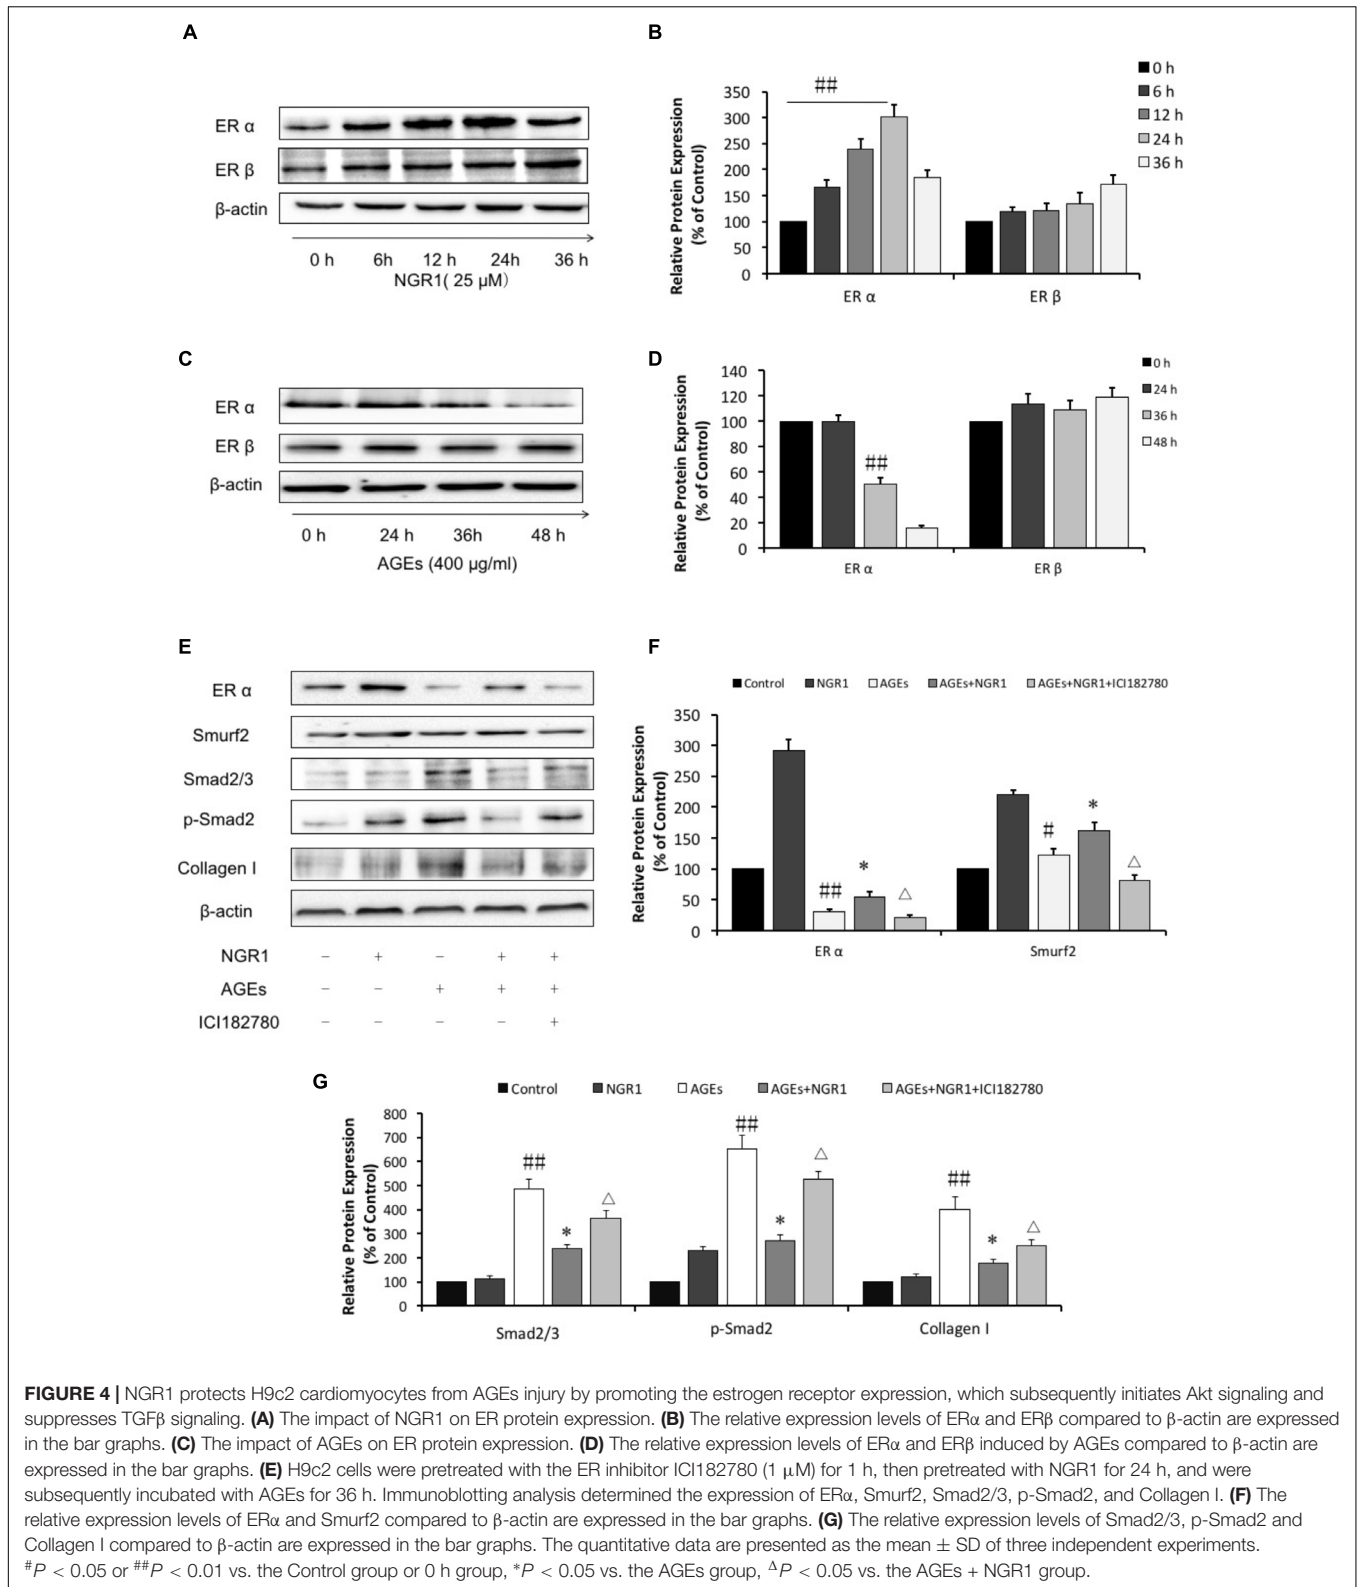 A
ER α
ER β
β-actin
0 h 6h 12 h 24h 36 h
NGR1( 25 μM)
B
0 h
6 h
12 h
24 h
36 h
##
Relative Protein Expression
(% of Control)
350
300
250
200
150
100
50
0
ER α ER β
C
ER α
ER β
β-actin
0 h 24 h 36h 48 h
AGEs (400 μg/ml)
D
0 h
24 h
36 h
48 h
Relative Protein Expression
(% of Control)
140
120
100
80
60
40
20
0
##
ER α ER β
E
ER α
Smurf2
Smad2/3
p-Smad2
Collagen I
β-actin
NGR1 – + – + +
AGEs – – + + +
ICI182780 – – – – +
F
Control NGR1 AGEs AGEs+NGR1 AGEs+NGR1+ICI182780
Relative Protein Expression
(% of Control)
350
300
250
200
150
100
50
0
## * △ # * △
ER α Smurf2
G
Control NGR1 AGEs AGEs+NGR1 AGEs+NGR1+ICI182780
Relative Protein Expression
(% of Control)
800
700
600
500
400
300
200
100
0
## * △ ## * △ ## * △
Smad2/3 p-Smad2 Collagen I
FIGURE 4 | NGR1 protects H9c2 cardiomyocytes from AGEs injury by promoting the estrogen receptor expression, which subsequently initiates Akt signaling and
suppresses TGFβ signaling. (A) The impact of NGR1 on ER protein expression. (B) The relative expression levels of ERα and ERβ compared to β-actin are expressed
in the bar graphs. (C) The impact of AGEs on ER protein expression. (D) The relative expression levels of ERα and ERβ induced by AGEs compared to β-actin are
expressed in the bar graphs. (E) H9c2 cells were pretreated with the ER inhibitor ICI182780 (1 μM) for 1 h, then pretreated with NGR1 for 24 h, and were
subsequently incubated with AGEs for 36 h. Immunoblotting analysis determined the expression of ERα, Smurf2, Smad2/3, p-Smad2, and Collagen I. (F) The
relative expression levels of ERα and Smurf2 compared to β-actin are expressed in the bar graphs. (G) The relative expression levels of Smad2/3, p-Smad2 and
Collagen I compared to β-actin are expressed in the bar graphs. The quantitative data are presented as the mean ± SD of three independent experiments.
#P < 0.05 or ##P < 0.01 vs. the Control group or 0 h group, *P < 0.05 vs. the AGEs group, ΔP < 0.05 vs. the AGEs + NGR1 group.